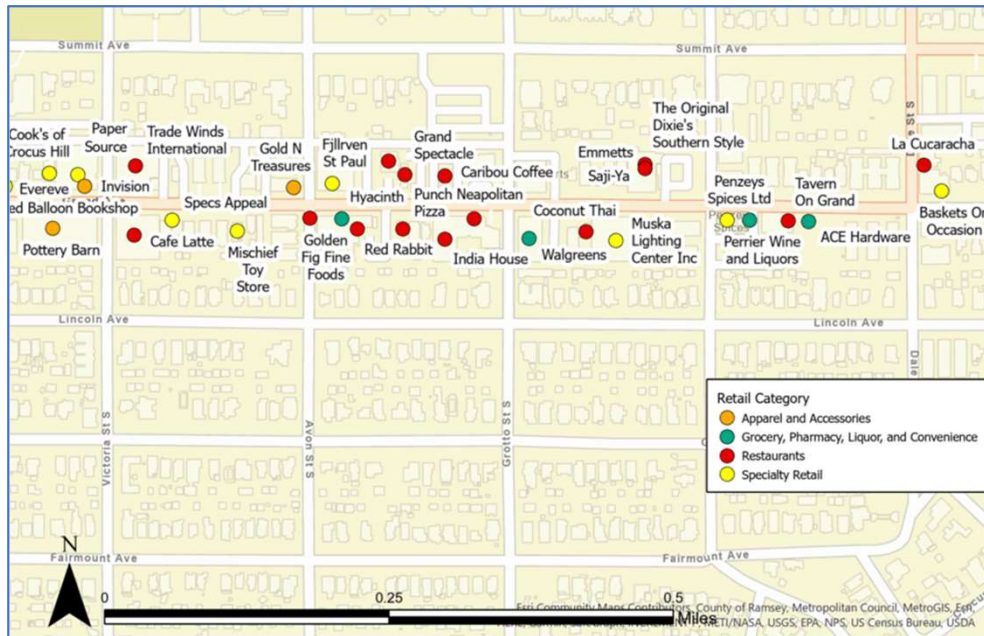 Summit Ave
Summit Ave
Cook's of
Crocus Hill
Paper
Source
Trade Winds
International
Gold N
Treasures
Fjllrven
St Paul
Grand
Spectacle
Caribou Coffee
Emmetts
Saji-Ya
The Original
Dixie's
Southern Style
La Cucaracha
Evereve
Invision
Balloon Bookshop
Specs Appeal
Hyacinth
Punch Neapolitan
Pizza
Coconut Thai
Penzeys
Spices Ltd
Tavern
On Grand
Baskets On
Occasion
Pottery Barn
Cafe Latte
Mischief
Toy
Store
Golden
Fig Fine
Foods
Red Rabbit
India House
Walgreens
Muska
Lighting
Center Inc
Perrier Wine
and Liquors
ACE Hardware
Lincoln Ave
Lincoln Ave
Victoria St S
Avon St S
Grotto St S
Dale
Retail Category
Apparel and Accessories
Grocery, Pharmacy, Liquor, and Convenience
Restaurants
Specialty Retail
Fairmount Ave
Fairmount Ave
N
0
0.25
0.5
Miles
Esri Community Maps Contributors, County of Ramsey, Metropolitan Council, MetroGIS, Esri
METI/NASA, USGS, EPA, NPS, US Census Bureau, USDA